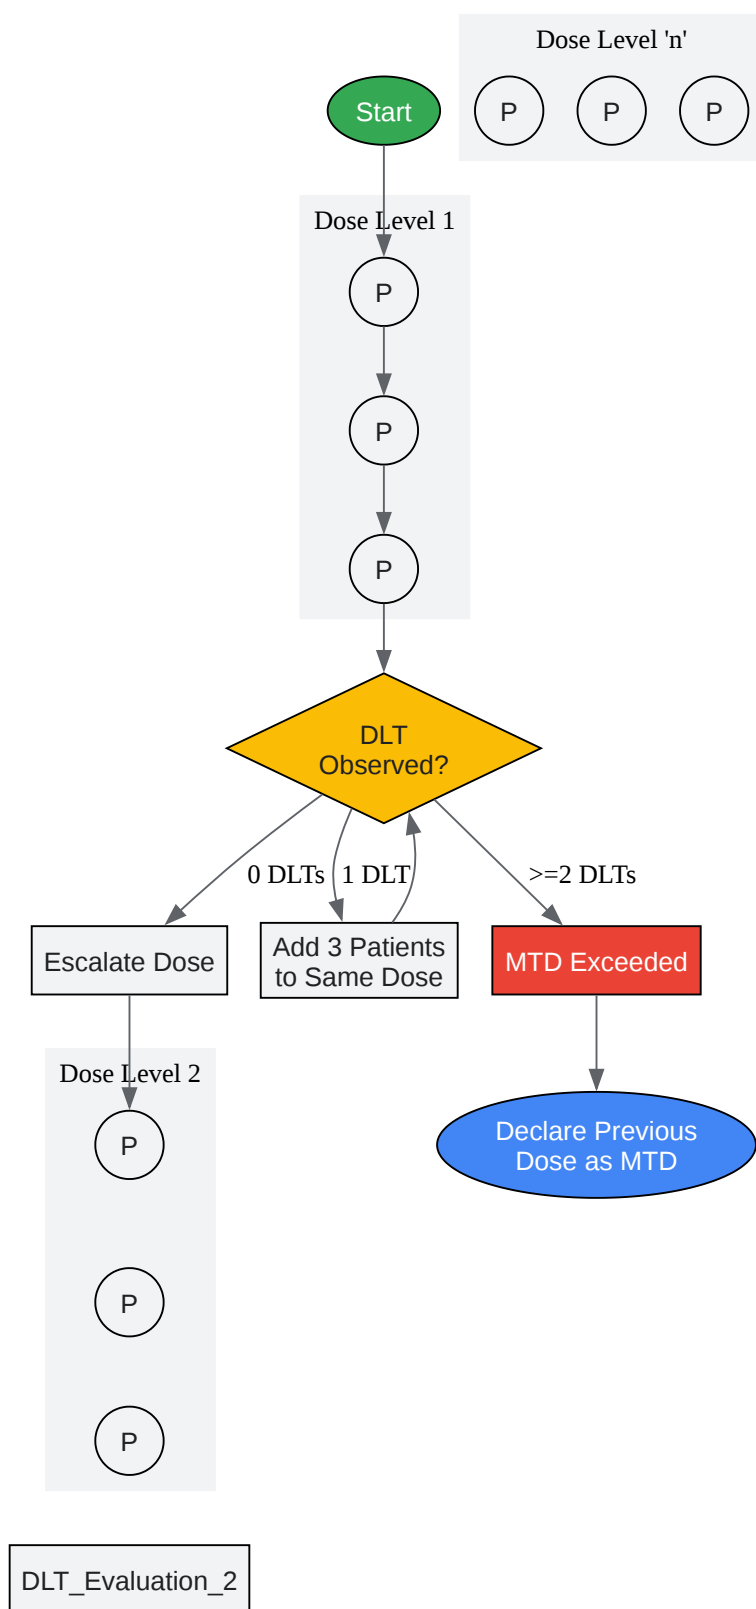 Dose Level 'n'
Start
P P P
Dose Level 1
P
P
P
DLT
Observed?
0 DLTs
1 DLT
>=2 DLTs
Escalate Dose
Add 3 Patients
to Same Dose
MTD Exceeded
Dose Level 2
P
Declare Previous
Dose as MTD
P
P
DLT_Evaluation_2